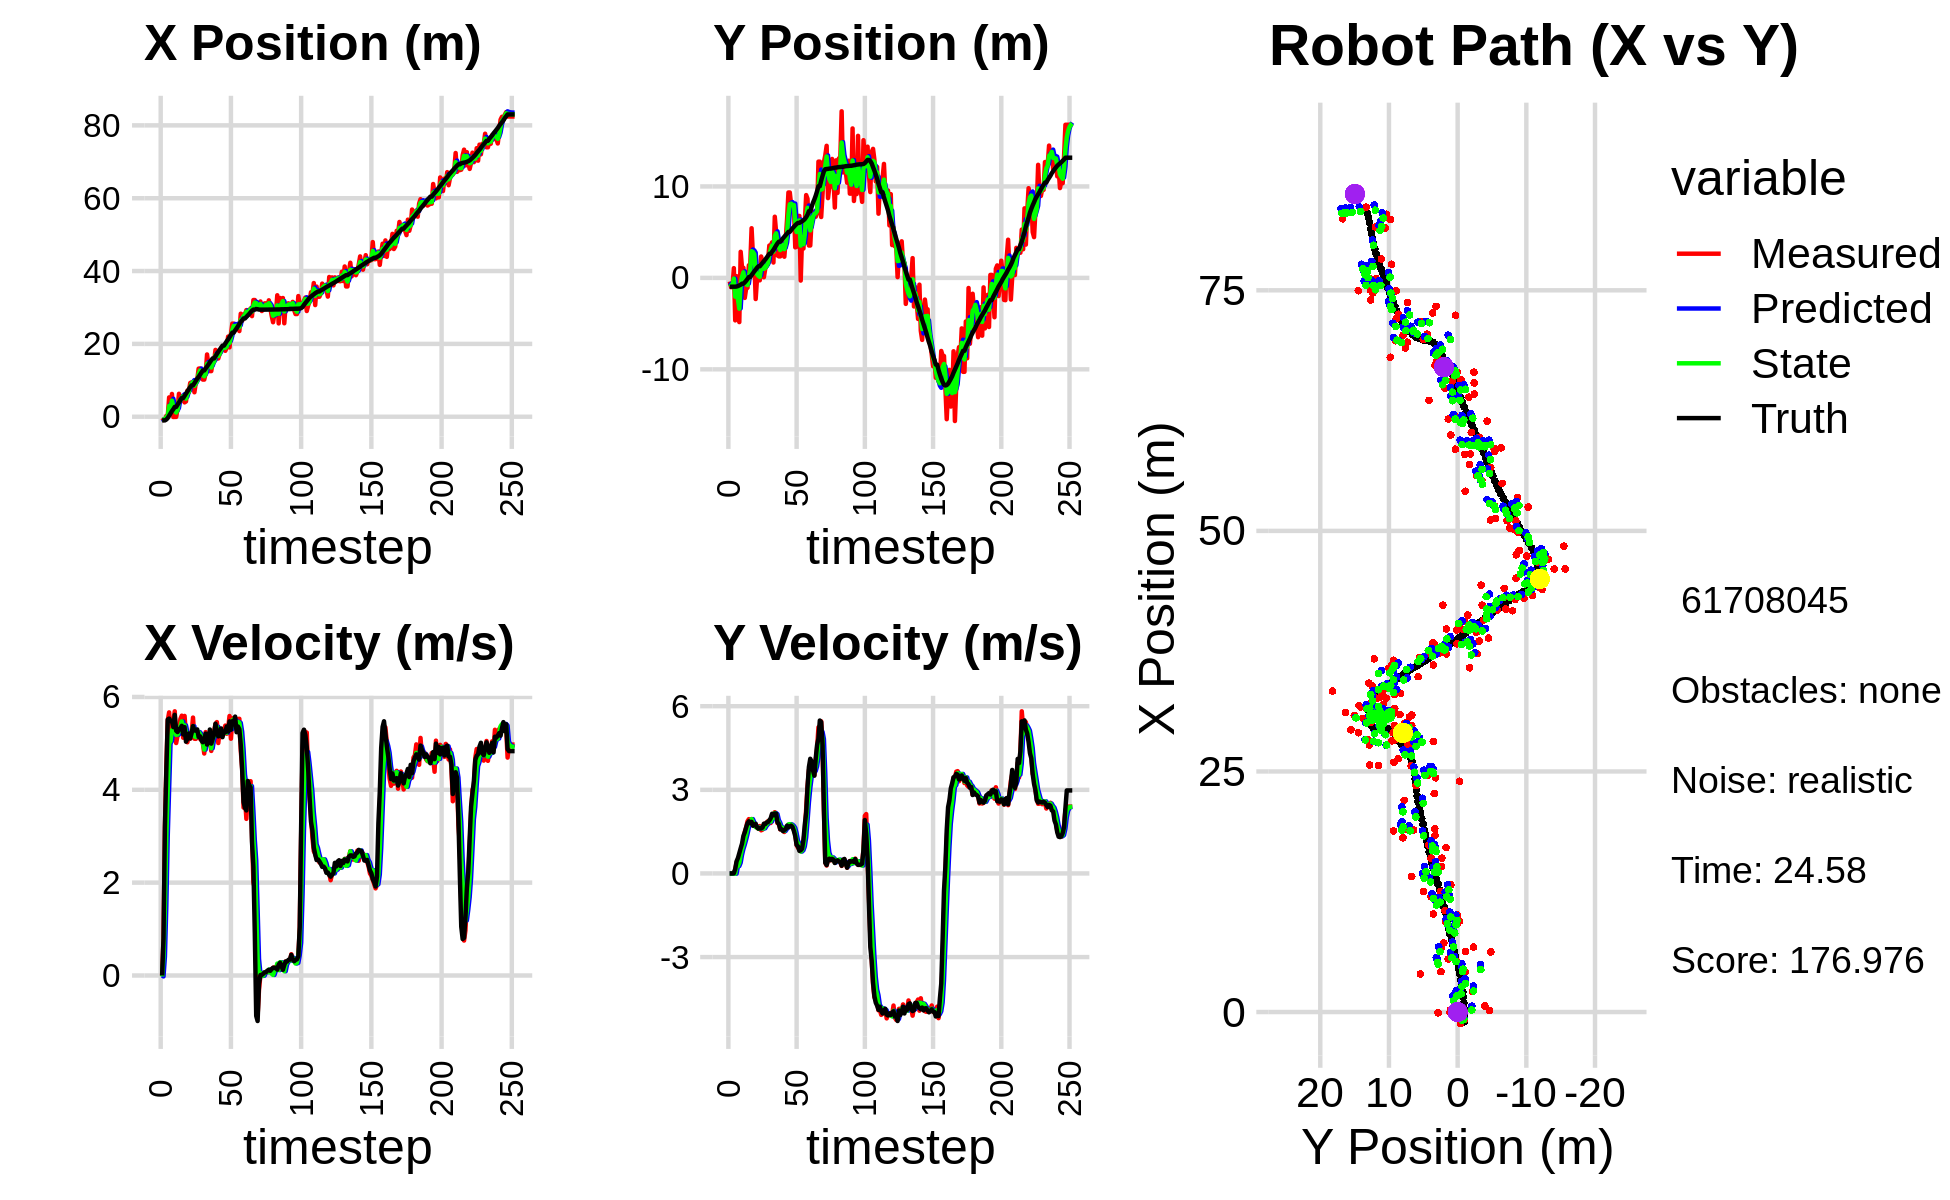 X Position (m)
80
60
40
20
0
0
50
100
150
200
250
timestep
Y Position (m)
10
0
-10
0
50
100
150
200
250
timestep
X Velocity (m/s)
6
4
2
0
0
50
100
150
200
250
timestep
Y Velocity (m/s)
6
3
0
-3
0
50
100
150
200
250
timestep
Robot Path (X vs Y)
X Position (m)
75
50
25
0
20
10
0
-10
-20
Y Position (m)
variable
Measured
Predicted
State
Truth
61708045
Obstacles: none
Noise: realistic
Time: 24.58
Score: 176.976